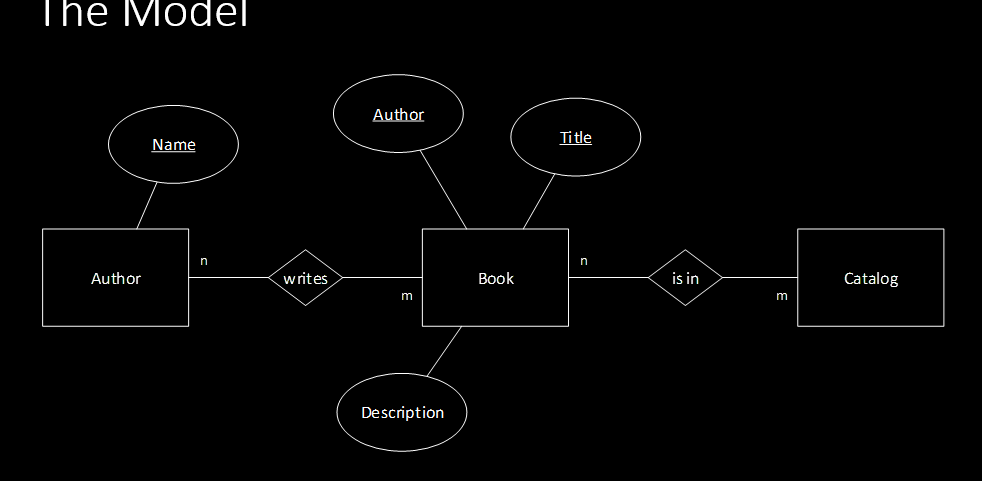 The Model
Name
Author
Title
Author
n
writes
m
Book
n
is in
m
Catalog
Description